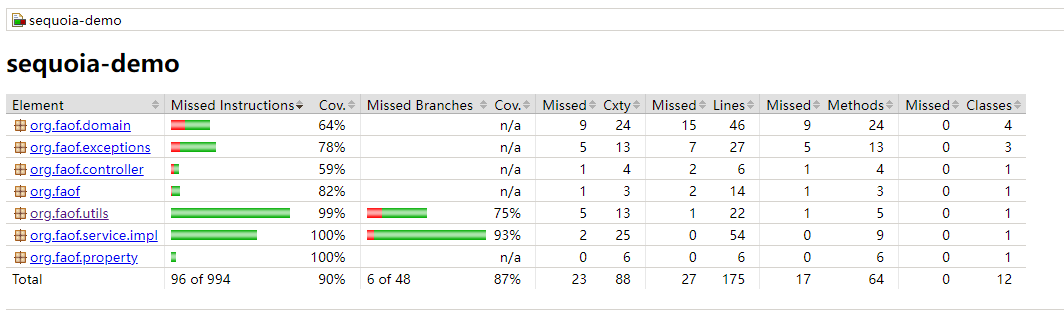 sequoia-demo
sequoia-demo
Element Missed Instructions Cov. Missed Branches Cov. Missed Cxty Missed Lines Missed Methods Missed Classes
org.faof.domain 64% n/a 9 24 15 46 9 24 0 4
org.faof.exceptions 78% n/a 5 13 7 27 5 13 0 3
org.faof.controller 59% n/a 1 4 2 6 1 4 0 1
org.faof 82% n/a 1 3 2 14 1 3 0 1
org.faof.utils 99% 75% 5 13 1 22 1 5 0 1
org.faof.service.impl 100% 93% 2 25 0 54 0 9 0 1
org.faof.property 100% n/a 0 6 0 6 0 6 0 1
Total 96 of 994 90% 6 of 48 87% 23 88 27 175 17 64 0 12